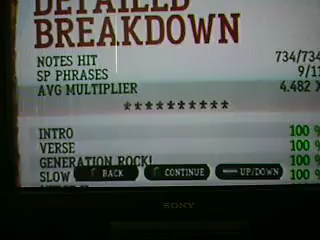 DETAILED
BREAKDOWN
NOTES HIT 734/734
SP PHRASES 9/11
AVG MULTIPLIER 4.482 X
**********
INTRO 100 %
VERSE 100 %
GENERATION ROCK! 100 %
SLOW 100 %
BACK CONTINUE UP/DOWN
SONY